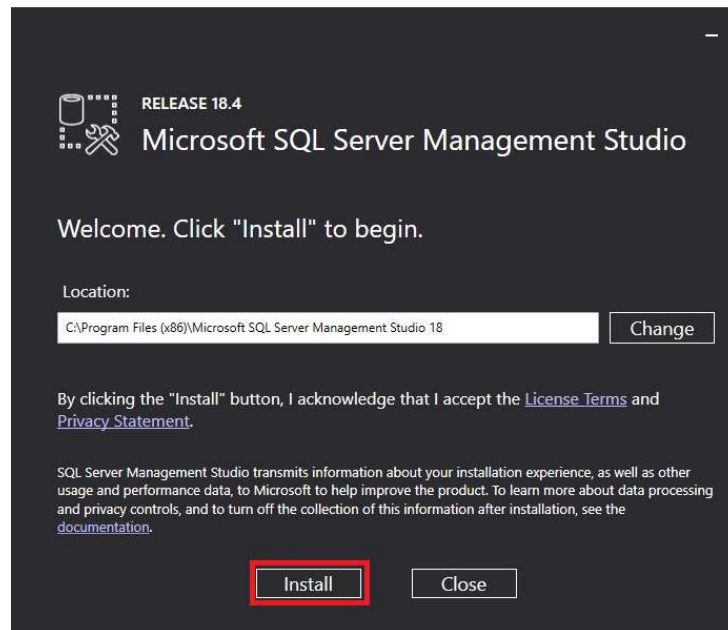 RELEASE 18.4
Microsoft SQL Server Management Studio
Welcome. Click "Install" to begin.
Location:
C:\Program Files (x86)\Microsoft SQL Server Management Studio 18
Change
By clicking the "Install" button, I acknowledge that I accept the License Terms and
Privacy Statement.
SQL Server Management Studio transmits information about your installation experience, as well as other
usage and performance data, to Microsoft to help improve the product. To learn more about data processing
and privacy controls, and to turn off the collection of this information after installation, see the
documentation.
Install Close